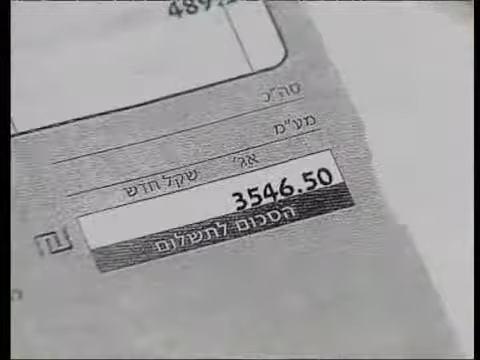 סה"כ
מע"מ
שקל חדש אג'
3546.50
₪
הסכום לתשלום